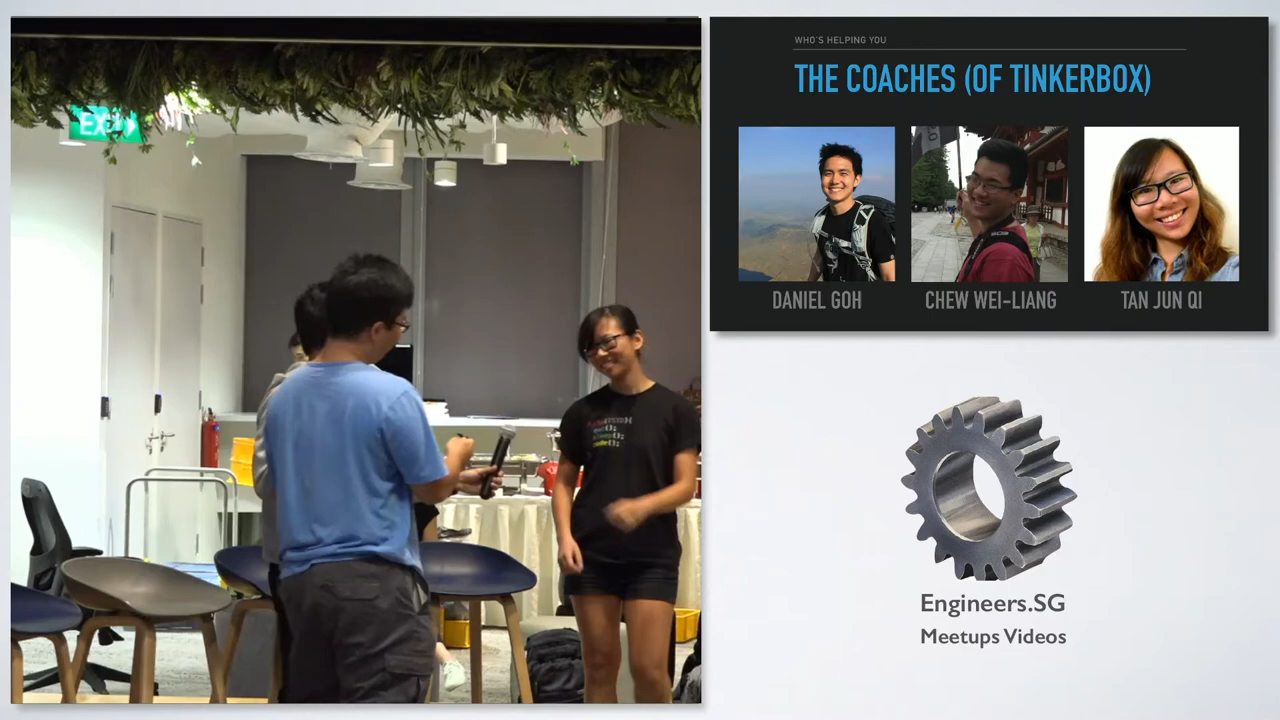 EXIT
WHO'S HELPING YOU
THE COACHES (OF TINKERBOX)
DANIEL GOH
CHEW WEI-LIANG
TAN JUN QI
Engineers.SG
Meetups Videos